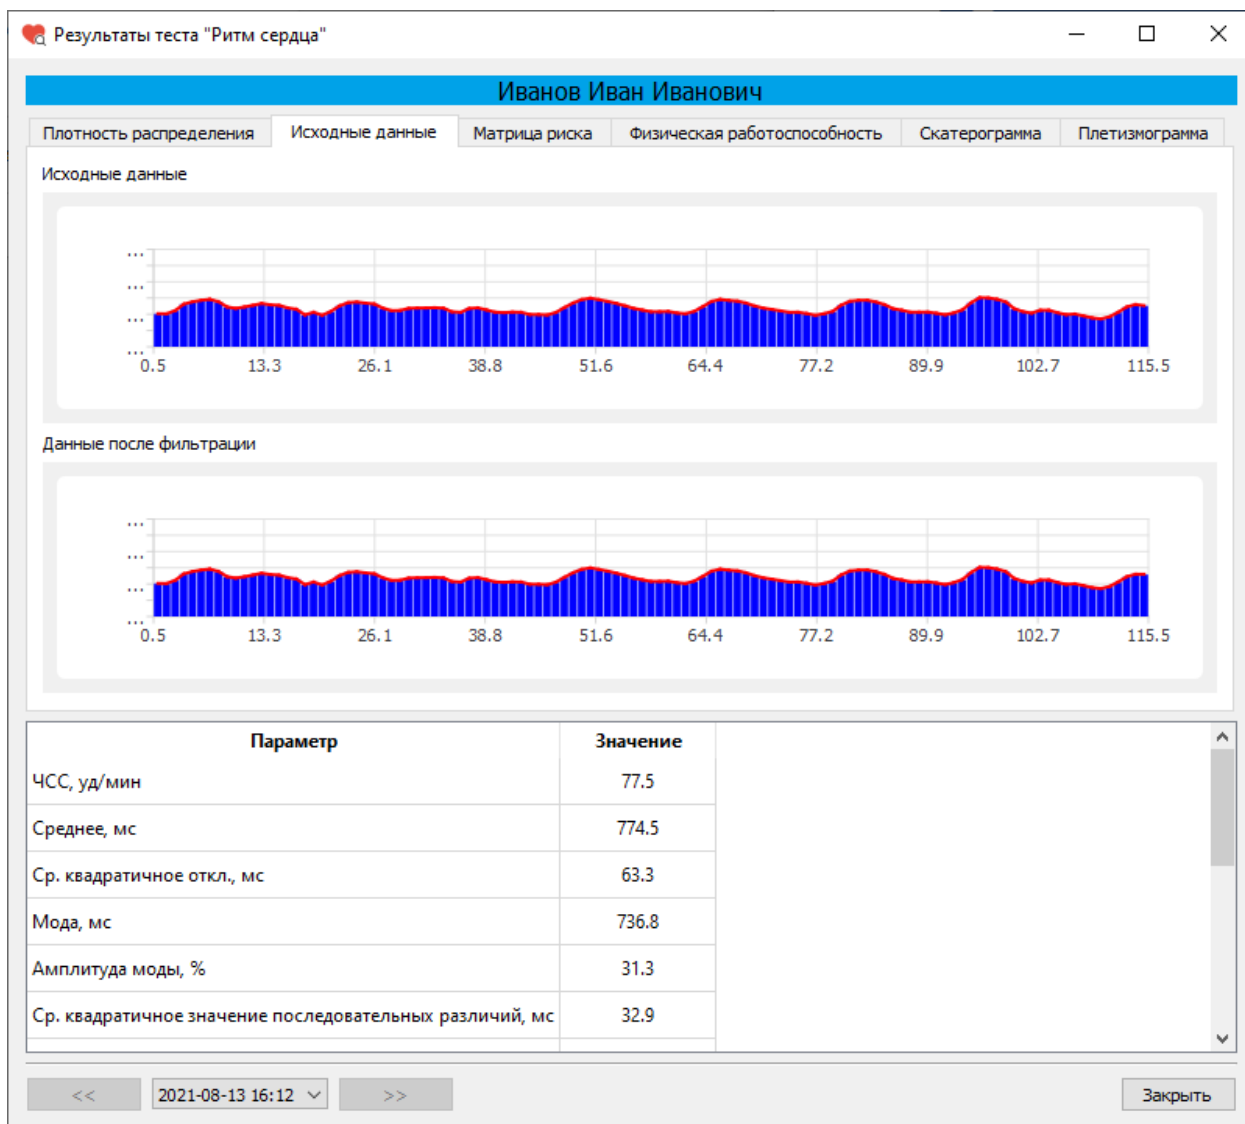 Результаты теста "Ритм сердца"
Иванов Иван Иванович
Плотность распределения Исходные данные Матрица риска Физическая работоспособность Скатерограмма Плетизмограмма
Исходные данные
...
...
...
...
0.5 13.3 26.1 38.8 51.6 64.4 77.2 89.9 102.7 115.5
Данные после фильтрации
...
...
...
...
0.5 13.3 26.1 38.8 51.6 64.4 77.2 89.9 102.7 115.5
Параметр Значение
ЧСС, уд/мин 77.5
Среднее, мс 774.5
Ср. квадратичное откл., мс 63.3
Мода, мс 736.8
Амплитуда моды, % 31.3
Ср. квадратичное значение последовательных различий, мс 32.9
<< 2021-08-13 16:12 >> Закрыть